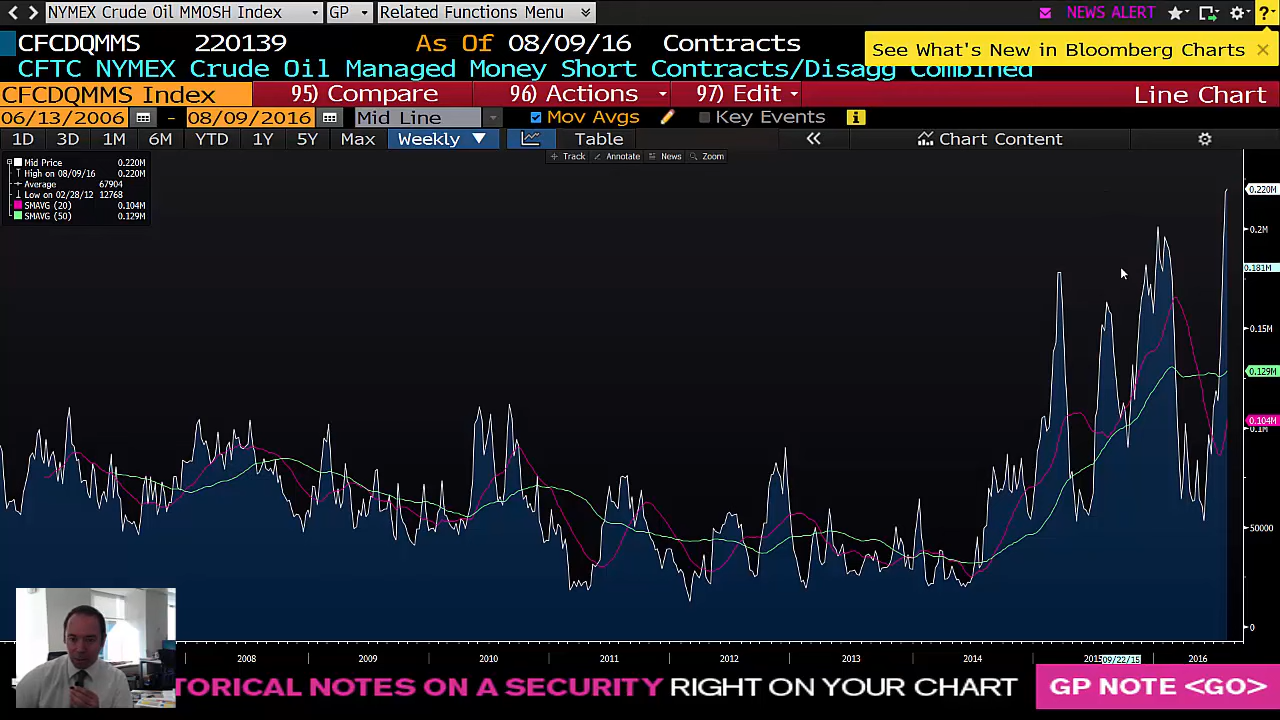 NYMEX Crude Oil MMOSH Index GP Related Functions Menu NEWS ALERT ?
CFCDQMMS 220139 As Of 08/09/16 Contracts
See What's New in Bloomberg Charts
CFTC NYMEX Crude Oil Managed Money Short Contracts/Disagg Combined
CFCDQMMS Index 95) Compare 96) Actions 97) Edit Line Chart
06/13/2006 - 08/09/2016 Mid Line Mov Avgs Key Events
1D 3D 1M 6M YTD 1Y 5Y Max Weekly Table Chart Content
Track Annotate News Zoom
Mid Price 0.220M
High on 08/09/16 0.220M
Average 67904
Low on 02/28/12 12768
SMAVG (20) 0.104M
SMAVG (50) 0.129M
0.220M
0.2M
0.181M
0.15M
0.129M
0.104M
0.1M
50000
0
2008 2009 2010 2011 2012 2013 2014 2015 09/22/15 2016
TORICAL NOTES ON A SECURITY RIGHT ON YOUR CHART GP NOTE <GO>